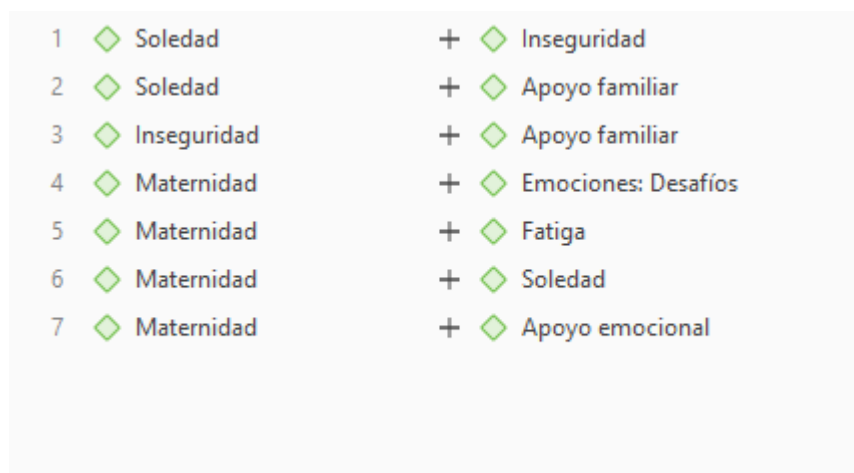 1 Soledad + Inseguridad
2 Soledad + Apoyo familiar
3 Inseguridad + Apoyo familiar
4 Maternidad + Emociones: Desafíos
5 Maternidad + Fatiga
6 Maternidad + Soledad
7 Maternidad + Apoyo emocional